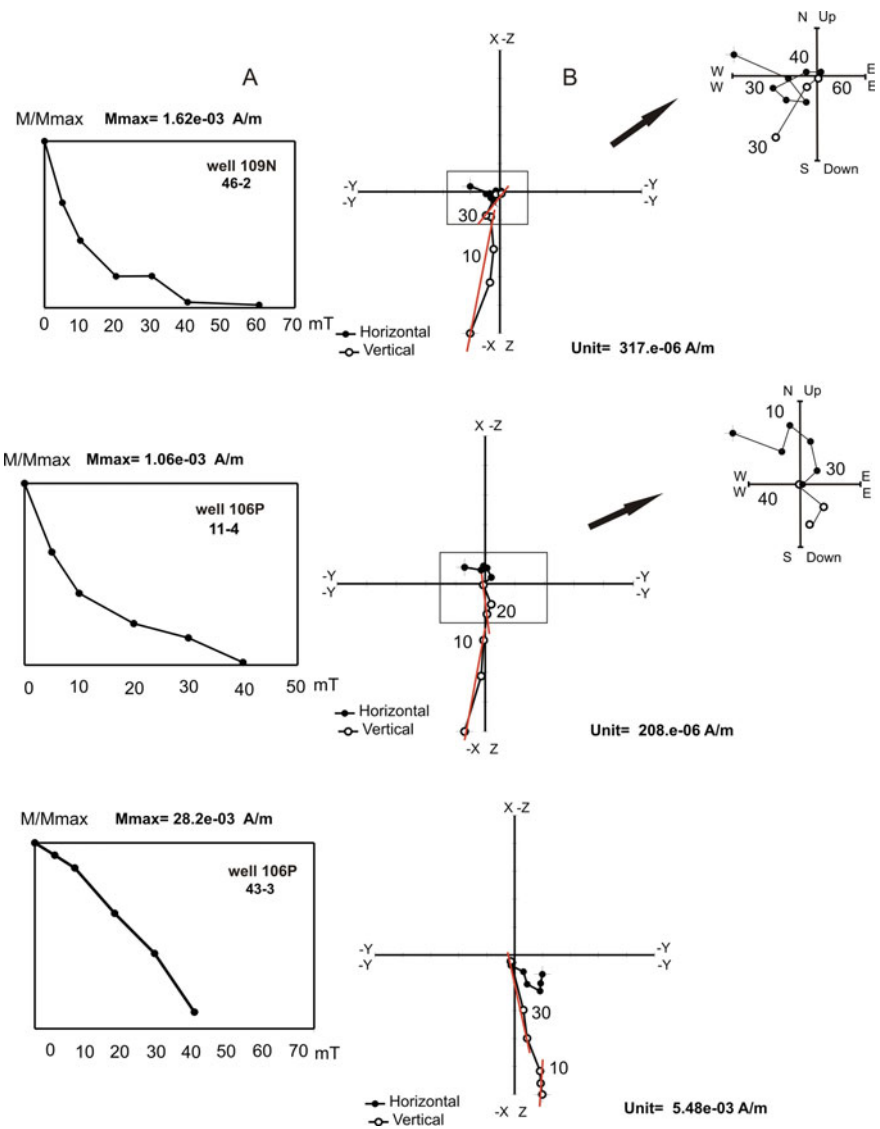 A
B
M/Mmax Mmax= 1.62e-03 A/m
well 109N
46-2
0 10 20 30 40 50 60 70 mT
X -Z
-Y -Y
-Y -Y
30
10
-X Z
Horizontal
Vertical
Unit= 317.e-06 A/m
N Up
40
W E
W 30 60 E
30
S Down
M/Mmax Mmax= 1.06e-03 A/m
well 106P
11-4
0 10 20 30 40 50 mT
X -Z
-Y -Y
-Y -Y
20
10
-X Z
Horizontal
Vertical
Unit= 208.e-06 A/m
N Up
10
30
W E
W 40 E
S Down
M/Mmax Mmax= 28.2e-03 A/m
well 106P
43-3
0 10 20 30 40 50 60 70 mT
X -Z
-Y -Y
-Y -Y
30
10
-X Z
Horizontal
Vertical
Unit= 5.48e-03 A/m